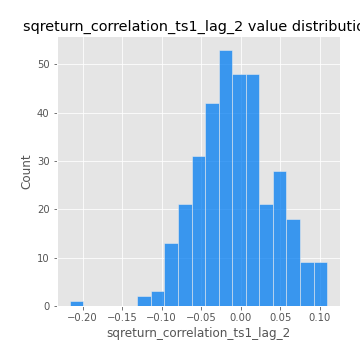 sqreturn_correlation_ts1_lag_2 value distributio
Count
50
40
30
20
10
0
−0.20 −0.15 −0.10 −0.05 0.00 0.05 0.10
sqreturn_correlation_ts1_lag_2